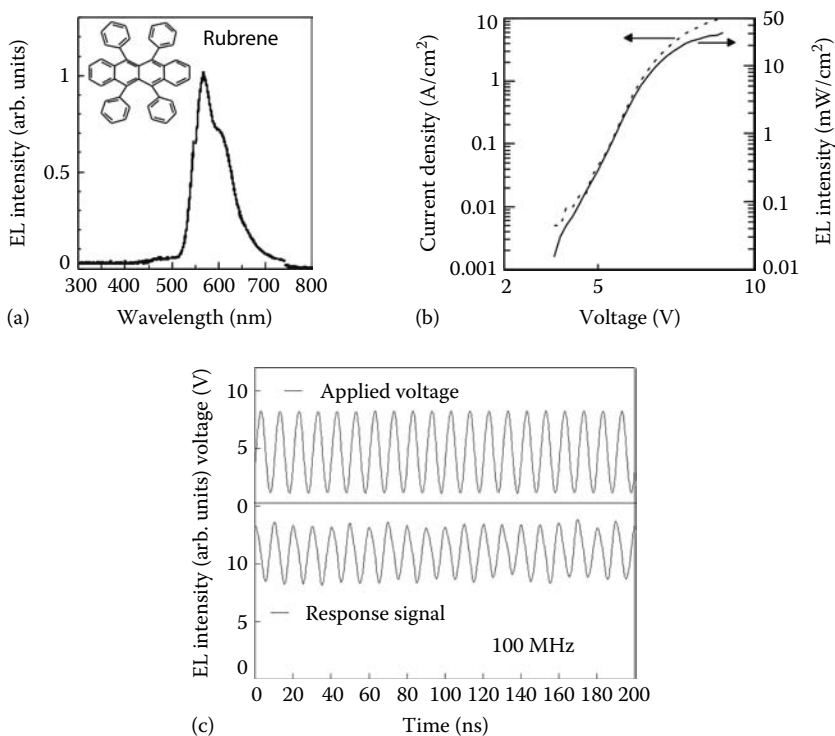 Rubrene
EL intensity (arb. units)
1
0.5
0
300 400 500 600 700 800
(a)
Wavelength (nm)
Current density (A/cm²)
10
1
0.1
0.01
0.001
50
10
1
0.1
0.01
EL intensity (mW/cm²)
2 5 10
(b)
Voltage (V)
EL intensity (arb. units) voltage (V)
10
Applied voltage
5
0
10
5
Response signal
100 MHz
0
0 20 40 60 80 100 120 140 160 180 200
(c)
Time (ns)